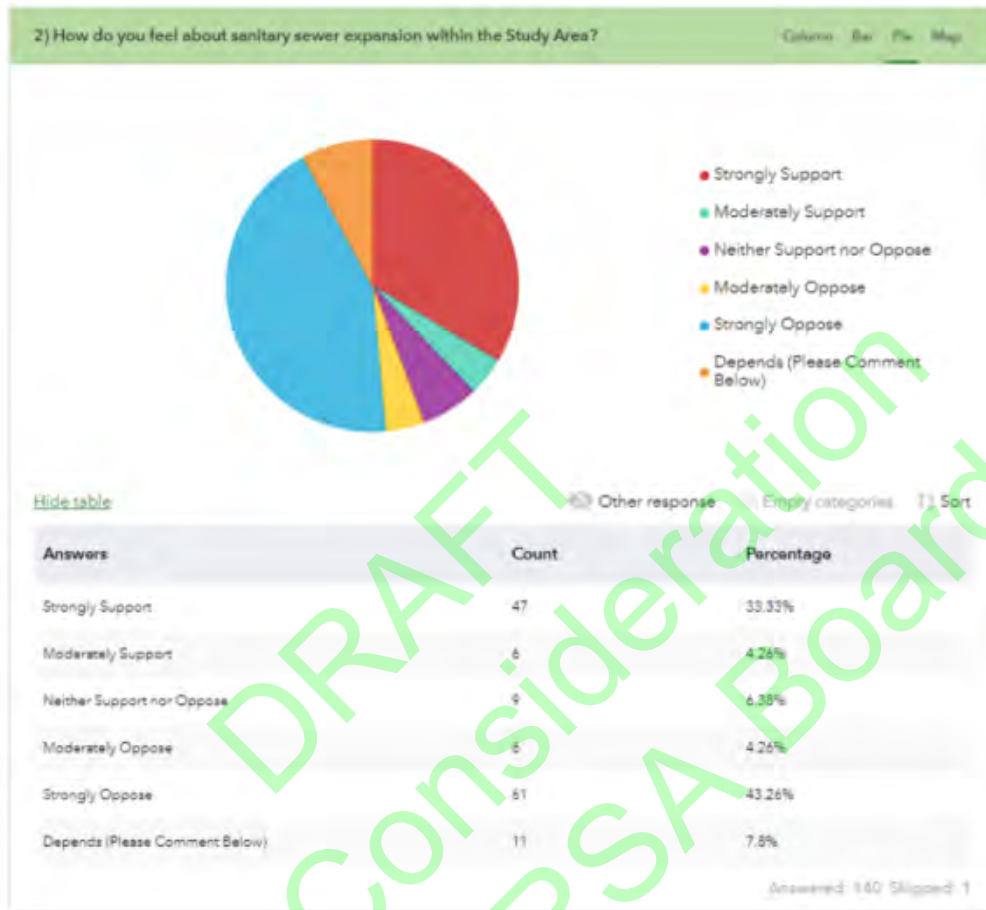 2) How do you feel about sanitary sewer expansion within the Study Area? Column Bar Pie Map
Strongly Support
Moderately Support
Neither Support nor Oppose
Moderately Oppose
Strongly Oppose
Depends (Please Comment
Below)
Hide table Other response Empty categories Sort
Answers Count Percentage
Strongly Support 47 33.33%
Moderately Support 6 4.26%
Neither Support nor Oppose 9 6.38%
Moderately Oppose 6 4.26%
Strongly Oppose 61 43.26%
Depends (Please Comment Below) 11 7.8%
Answered: 140 Skipped: 1
DRAFT
Consideration
RSA Board